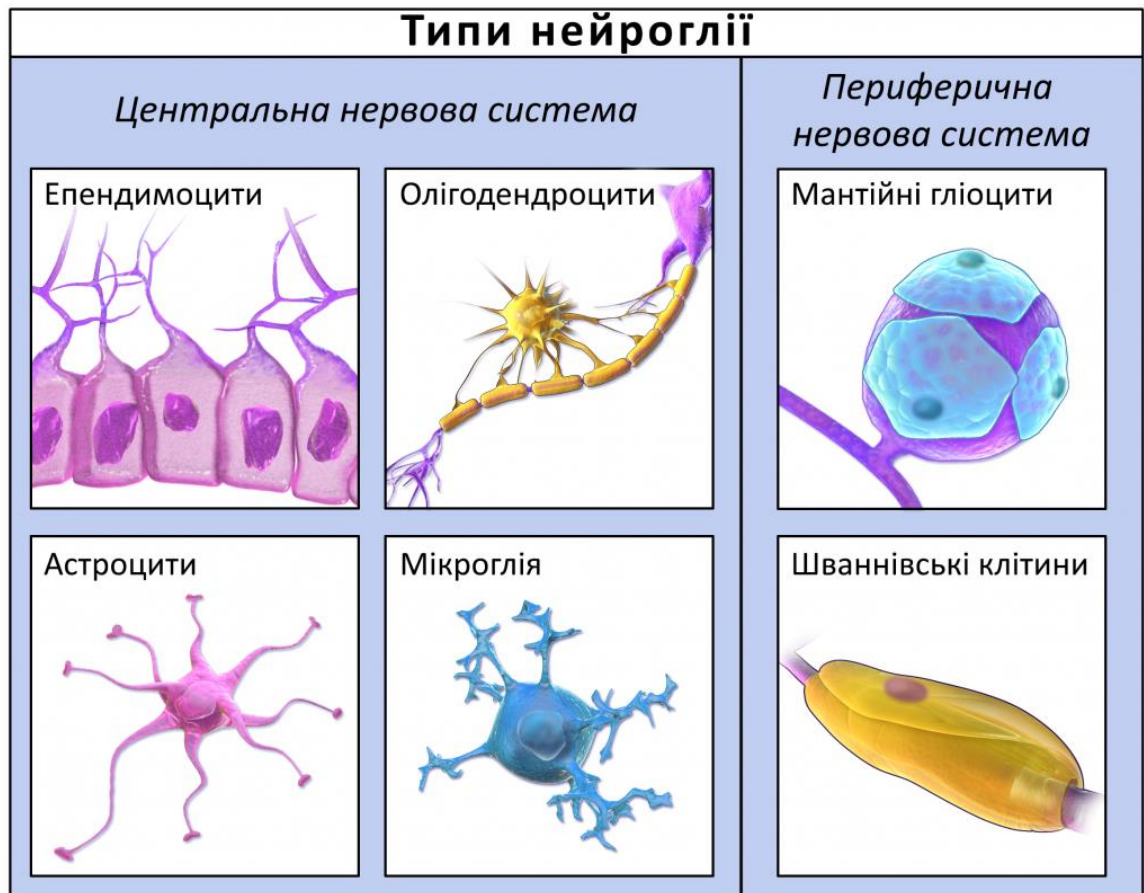 Типи нейроглії
Центральна нервова система
Периферична
нервова система
Епендимоцити
Олігодендроцити
Мантійні гліоцити
Астроцити
Мікроглія
Шваннівські клітини